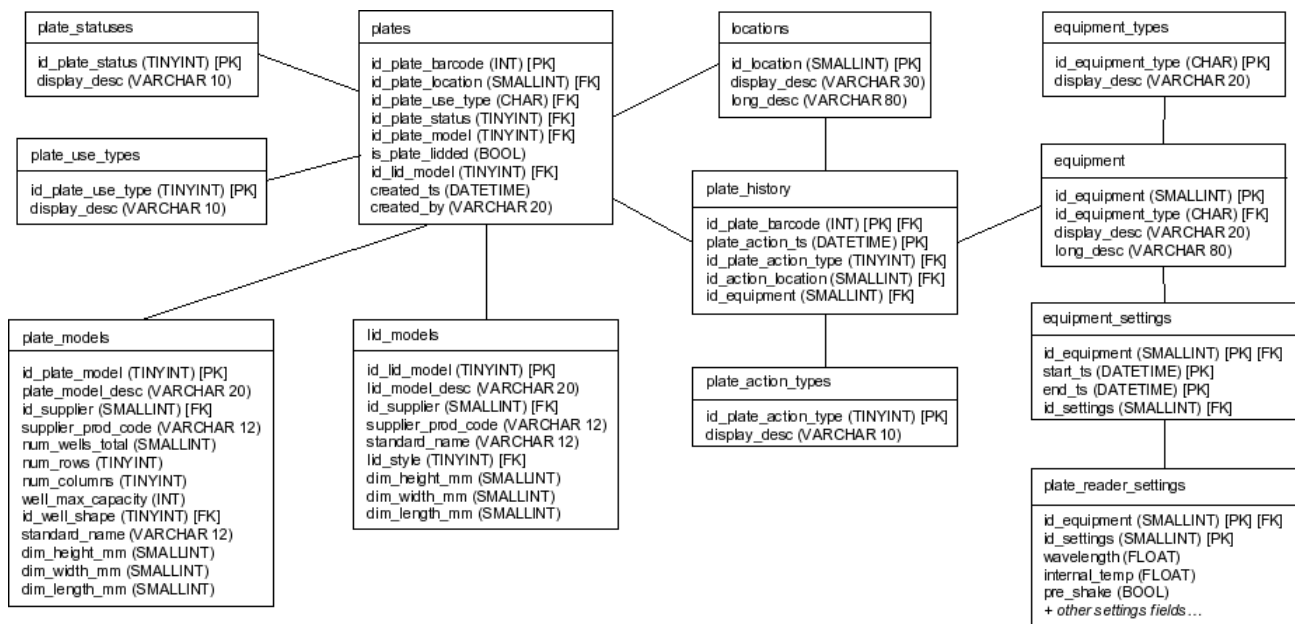 plate_statuses
id_plate_status (TINYINT) [PK]
display_desc (VARCHAR 10)
plate_use_types
id_plate_use_type (TINYINT) [PK]
display_desc (VARCHAR 10)
plates
id_plate_barcode (INT) [PK]
id_plate_location (SMALLINT) [FK]
id_plate_use_type (CHAR) [FK]
id_plate_status (TINYINT) [FK]
id_plate_model (TINYINT) [FK]
is_plate_lidded (BOOL)
id_lid_model (TINYINT) [FK]
created_ts (DATETIME)
created_by (VARCHAR 20)
locations
id_location (SMALLINT) [PK]
display_desc (VARCHAR 30)
long_desc (VARCHAR 80)
equipment_types
id_equipment_type (CHAR) [PK]
display_desc (VARCHAR 20)
plate_history
id_plate_barcode (INT) [PK] [FK]
plate_action_ts (DATETIME) [PK]
id_plate_action_type (TINYINT) [FK]
id_action_location (SMALLINT) [FK]
id_equipment (SMALLINT) [FK]
equipment
id_equipment (SMALLINT) [PK]
id_equipment_type (CHAR) [FK]
display_desc (VARCHAR 20)
long_desc (VARCHAR 80)
plate_models
id_plate_model (TINYINT) [PK]
plate_model_desc (VARCHAR 20)
id_supplier (SMALLINT) [FK]
supplier_prod_code (VARCHAR 12)
num_wells_total (SMALLINT)
num_rows (TINYINT)
num_columns (TINYINT)
well_max_capacity (INT)
id_well_shape (TINYINT) [FK]
standard_name (VARCHAR 12)
dim_height_mm (SMALLINT)
dim_width_mm (SMALLINT)
dim_length_mm (SMALLINT)
lid_models
id_lid_model (TINYINT) [PK]
lid_model_desc (VARCHAR 20)
id_supplier (SMALLINT) [FK]
supplier_prod_code (VARCHAR 12)
standard_name (VARCHAR 12)
lid_style (TINYINT) [FK]
dim_height_mm (SMALLINT)
dim_width_mm (SMALLINT)
dim_length_mm (SMALLINT)
plate_action_types
id_plate_action_type (TINYINT) [PK]
display_desc (VARCHAR 10)
equipment_settings
id_equipment (SMALLINT) [PK] [FK]
start_ts (DATETIME) [PK]
end_ts (DATETIME) [PK]
id_settings (SMALLINT) [FK]
plate_reader_settings
id_equipment (SMALLINT) [PK] [FK]
id_settings (SMALLINT) [PK]
wavelength (FLOAT)
internal_temp (FLOAT)
pre_shake (BOOL)
+ other settings fields...